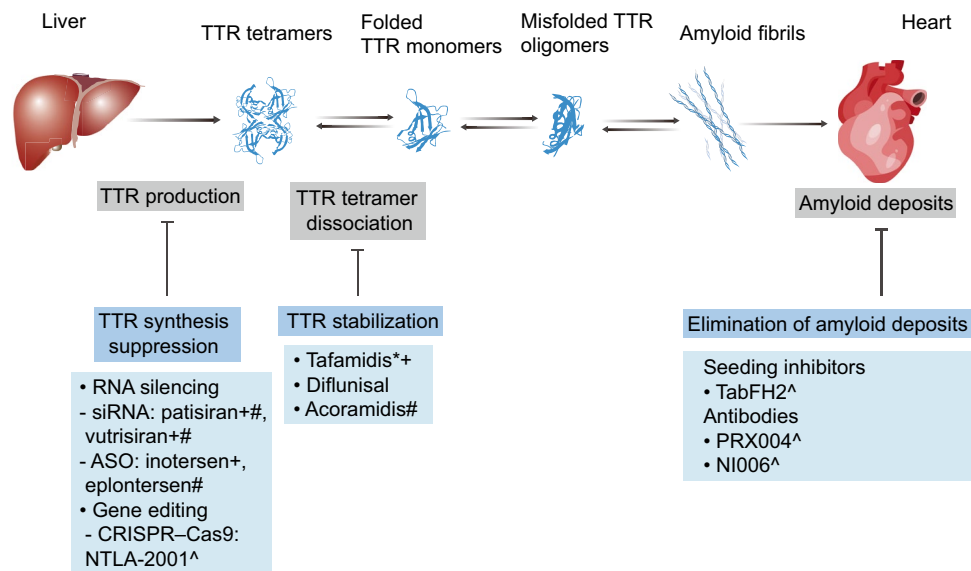 Liver
TTR tetramers
Folded
TTR monomers
Misfolded TTR
oligomers
Amyloid fibrils
Heart
TTR production
TTR tetramer
dissociation
Amyloid deposits
TTR synthesis
suppression
• RNA silencing
- siRNA: patisiran+#,
vutrisiran+#
- ASO: inotersen+,
eplontersen#
• Gene editing
- CRISPR–Cas9:
NTLA-2001^
TTR stabilization
• Tafamidis*+
• Diflunisal
• Acoramidis#
Elimination of amyloid deposits
Seeding inhibitors
• TabFH2^
Antibodies
• PRX004^
• NI006^